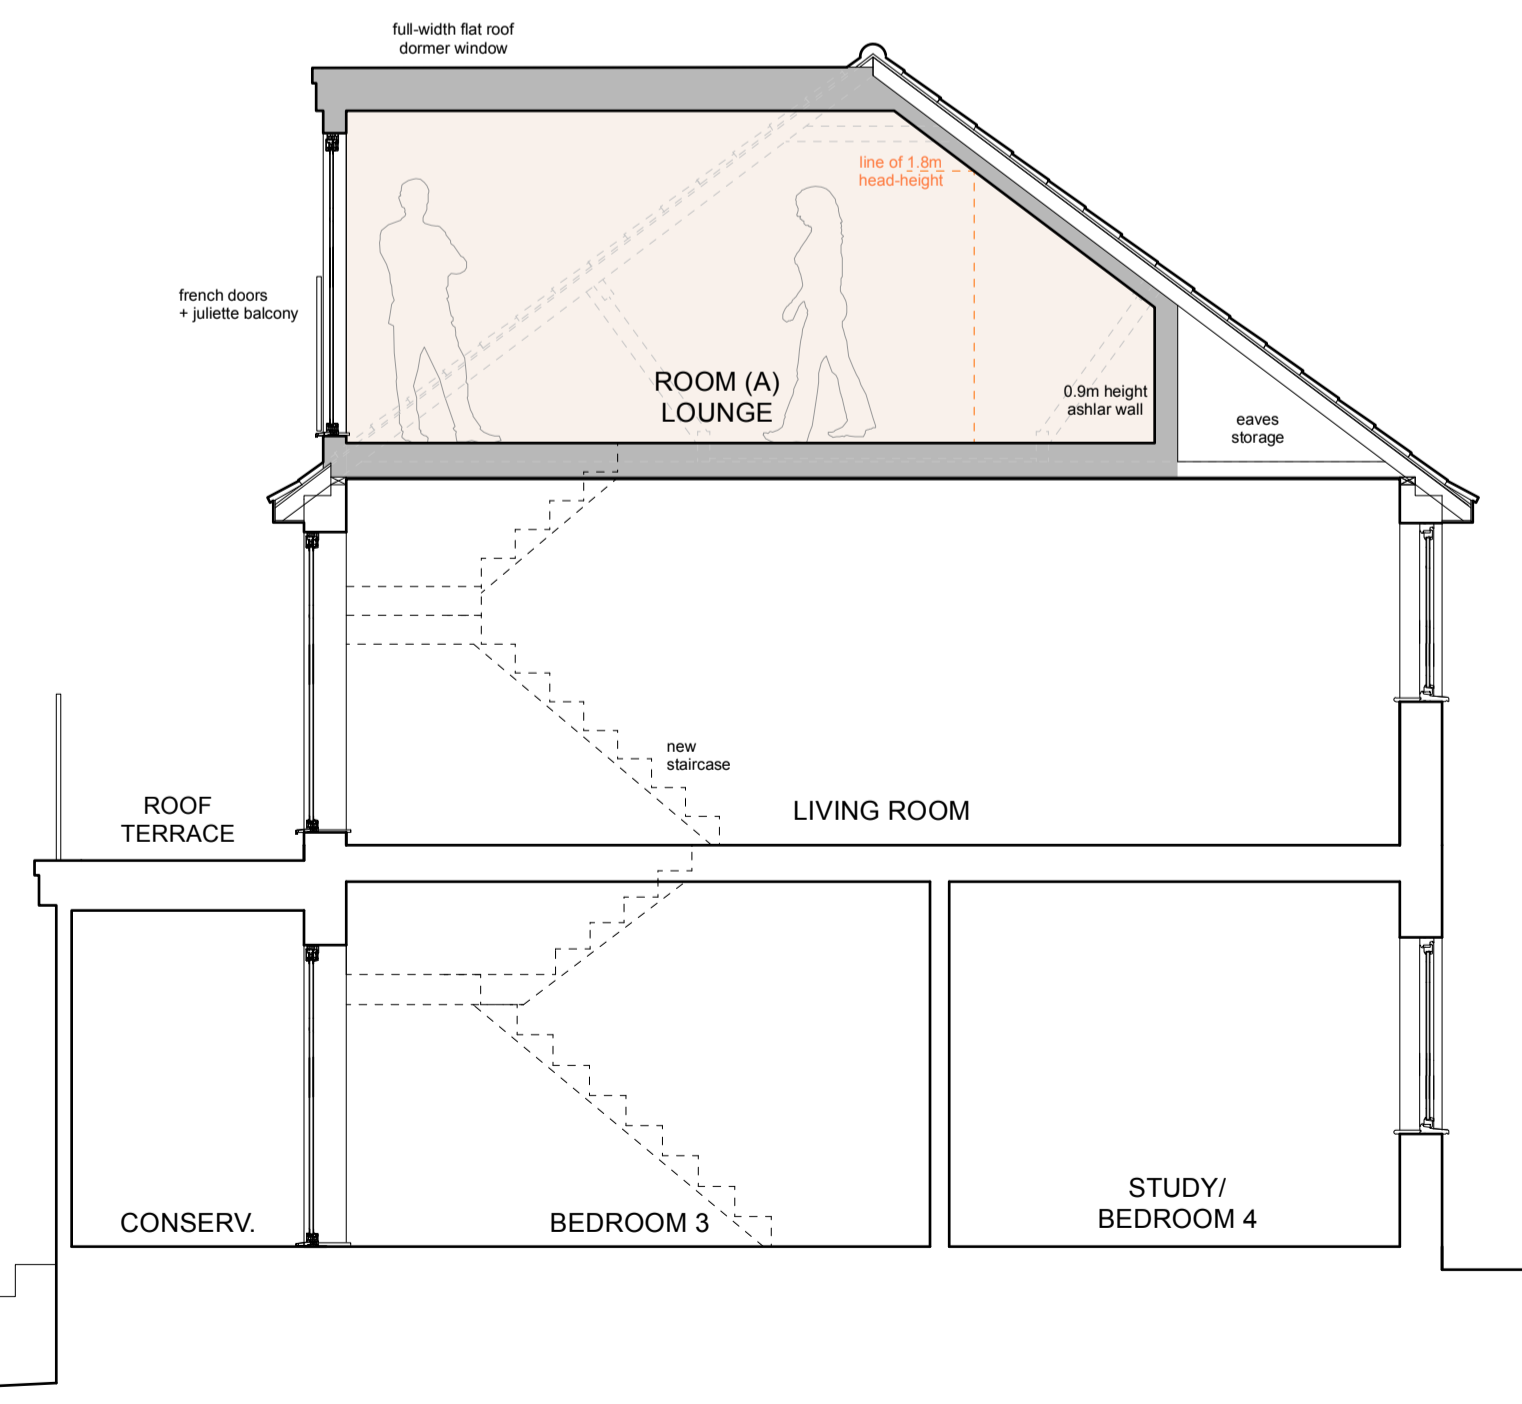 full-width flat roof
dormer window
line of 1.8m
head-height
french doors
+ juliette balcony
ROOM (A)
LOUNGE
0.9m height
ashlar wall
eaves
storage
new
staircase
ROOF
TERRACE
LIVING ROOM
CONSERV.
BEDROOM 3
STUDY/
BEDROOM 4